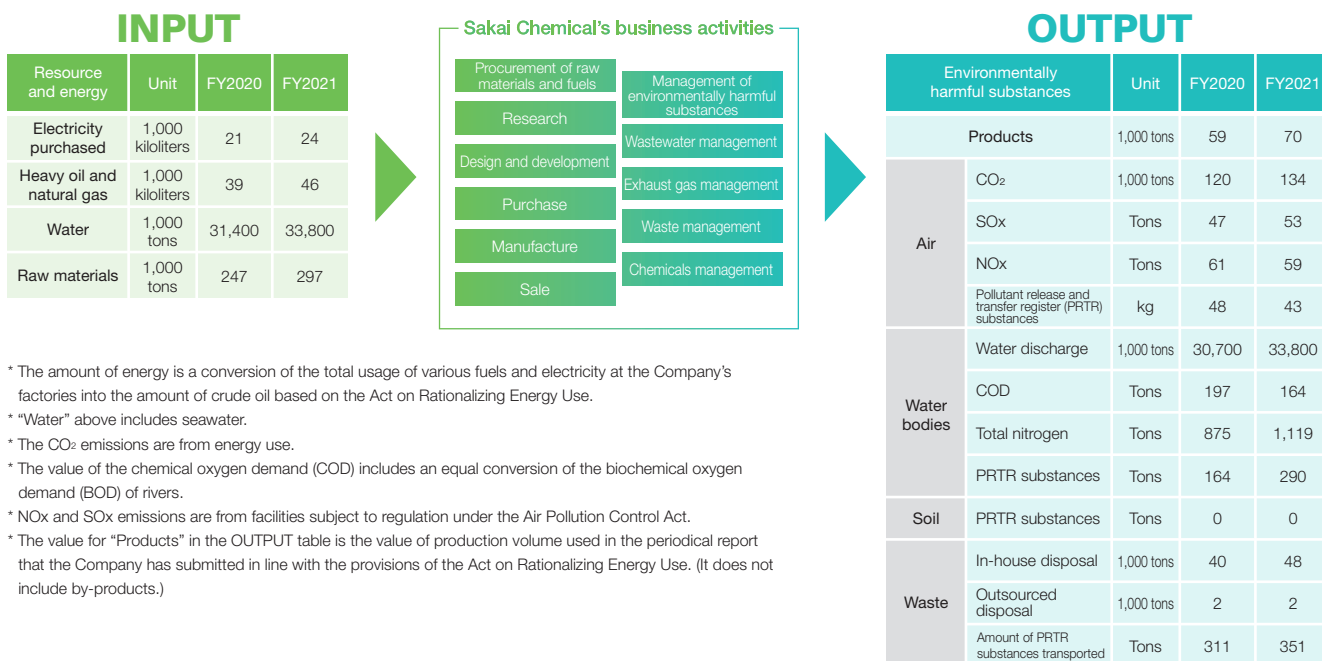 INPUT
Resource and energy Unit FY2020 FY2021
Electricity purchased 1,000 kiloliters 21 24
Heavy oil and natural gas 1,000 kiloliters 39 46
Water 1,000 tons 31,400 33,800
Raw materials 1,000 tons 247 297
Sakai Chemical's business activities
Procurement of raw
materials and fuels
Research
Design and development
Purchase
Manufacture
Sale
Management of
environmentally harmful
substances
Wastewater management
Exhaust gas management
Waste management
Chemicals management
OUTPUT
Environmentally harmful substances Unit FY2020 FY2021
Products 1,000 tons 59 70
Air
CO₂ 1,000 tons 120 134
SOx Tons 47 53
NOx Tons 61 59
Pollutant release and transfer register (PRTR) substances kg 48 43
Water bodies
Water discharge 1,000 tons 30,700 33,800
COD Tons 197 164
Total nitrogen Tons 875 1,119
PRTR substances Tons 164 290
Soil PRTR substances Tons 0 0
Waste
In-house disposal 1,000 tons 40 48
Outsourced disposal 1,000 tons 2 2
Amount of PRTR substances transported Tons 311 351
* The amount of energy is a conversion of the total usage of various fuels and electricity at the Company's
factories into the amount of crude oil based on the Act on Rationalizing Energy Use.
* "Water" above includes seawater.
* The CO₂ emissions are from energy use.
* The value of the chemical oxygen demand (COD) includes an equal conversion of the biochemical oxygen
demand (BOD) of rivers.
* NOx and SOx emissions are from facilities subject to regulation under the Air Pollution Control Act.
* The value for "Products" in the OUTPUT table is the value of production volume used in the periodical report
that the Company has submitted in line with the provisions of the Act on Rationalizing Energy Use. (It does not
include by-products.)